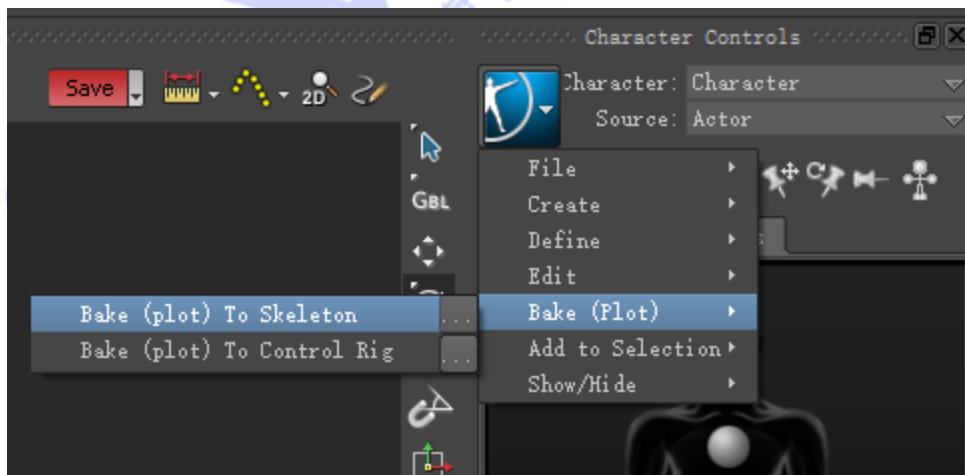 Character Controls
Save
2D
Character: Character
Source: Actor
GBL
File
Create
Define
Edit
Bake (Plot)
Add to Selection
Show/Hide
Bake (plot) To Skeleton ...
Bake (plot) To Control Rig ...